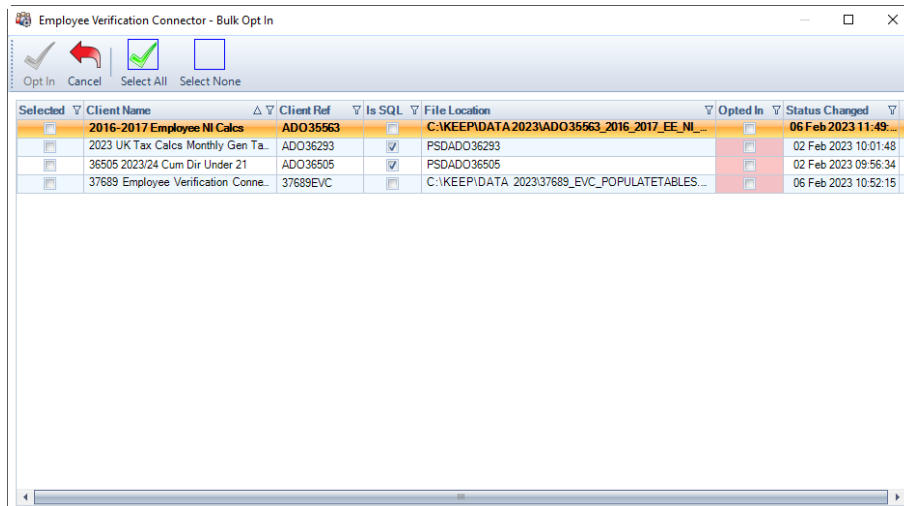 Employee Verification Connector - Bulk Opt In
Opt In Cancel Select All Select None
Selected Client Name Client Ref Is SQL File Location Opted In Status Changed
2016-2017 Employee NI Calcs ADO35563 C:\KEEP\DATA 2023\ADO35563_2016_2017_EE_NI_... 06 Feb 2023 11:49:...
2023 UK Tax Calcs Monthly Gen Ta... ADO36293 PSDADO36293 02 Feb 2023 10:01:48
36505 2023/24 Cum Dir Under 21 ADO36505 PSDADO36505 02 Feb 2023 09:56:34
37689 Employee Verification Conne... 37689EVC C:\KEEP\DATA 2023\37689_EVC_POPULATETABLES... 06 Feb 2023 10:52:15